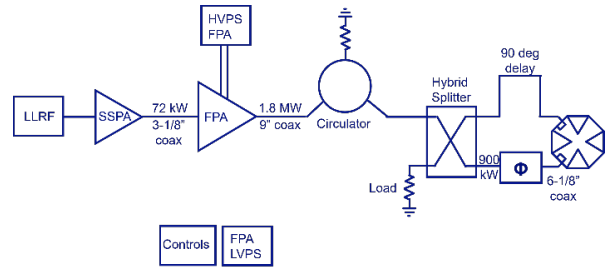 HVPS
FPA
LLRF
SSPA
72 kW
3-1/8" coax
FPA
1.8 MW
9" coax
Circulator
Hybrid
Splitter
90 deg
delay
Load
900
kW
Φ
6-1/8"
coax
Controls
FPA
LVPS